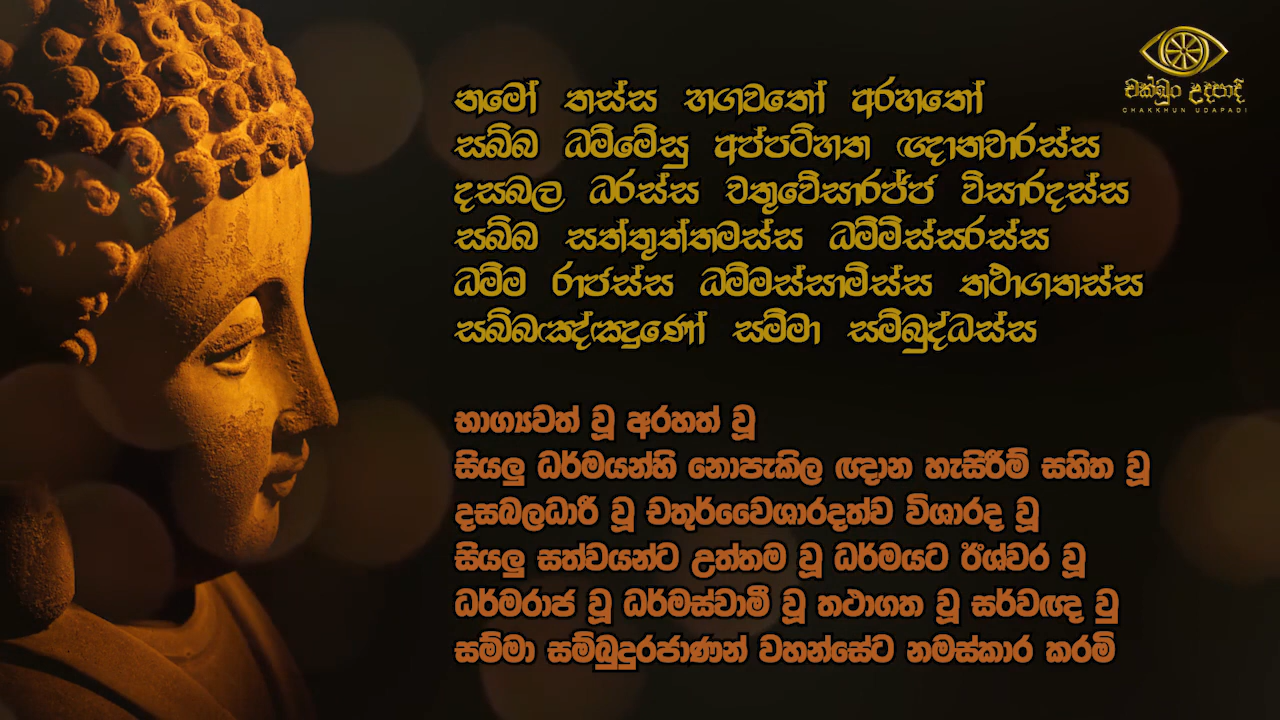 චක්ඛුං උදපාදි
CHAKKHUN UDAPADI
නමෝ තස්ස භගවතෝ අරහතෝ
සබ්බ ධම්මේසු අප්පටිහත ඥානචාරස්ස
දසබල ධරස්ස චතුවේසාරජ්ජ විසාරදස්ස
සබ්බ සත්තුත්තමස්ස ධම්මිස්සරස්ස
ධම්ම රාජස්ස ධම්මස්සාමිස්ස තථාගතස්ස
සබ්බඤ්ඤුණෝ සම්මා සම්බුද්ධස්ස
භාග්‍යවත් වූ අරහත් වූ
සියලු ධර්මයන්හි නොපැකිල ඥාන හැසිරීම් සහිත වූ
දසබලධාරී වූ චතුර්වෛශාරදත්ව විශාරද වූ
සියලු සත්වයන්ට උත්තම වූ ධර්මයට ඊශ්වර වූ
ධර්මරාජ වූ ධර්මස්වාමී වූ තථාගත වූ සර්වඥ වු
සම්මා සම්බුදුරජාණන් වහන්සේට නමස්කාර කරමි